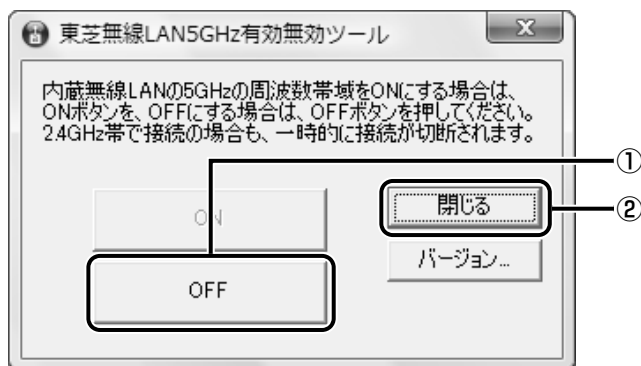 東芝無線LAN5GHz有効無効ツール
内蔵無線LANの5GHzの周波数帯域をONにする場合は、
ONボタンを、OFFにする場合は、OFFボタンを押してください。
2.4GHz帯で接続の場合も、一時的に接続が切断されます。
①
ON
閉じる
②
OFF
バージョン...